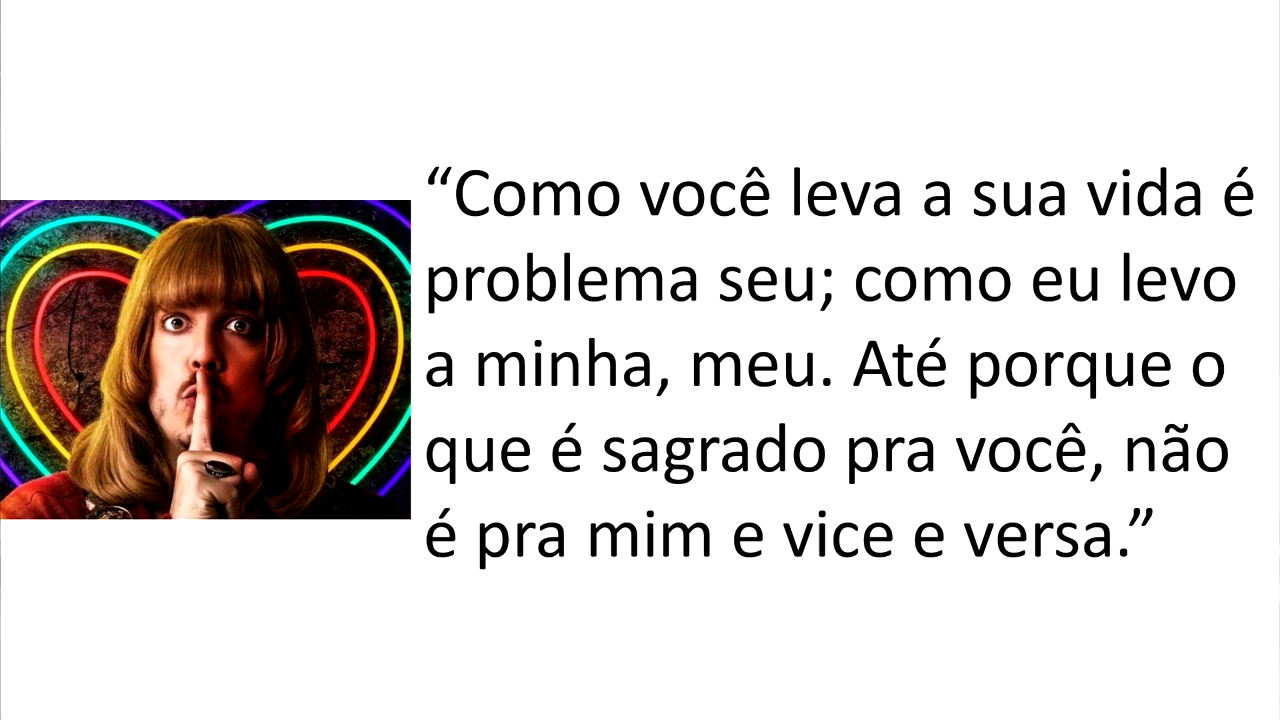 “Como você leva a sua vida é
problema seu; como eu levo
a minha, meu. Até porque o
que é sagrado pra você, não
é pra mim e vice e versa.”